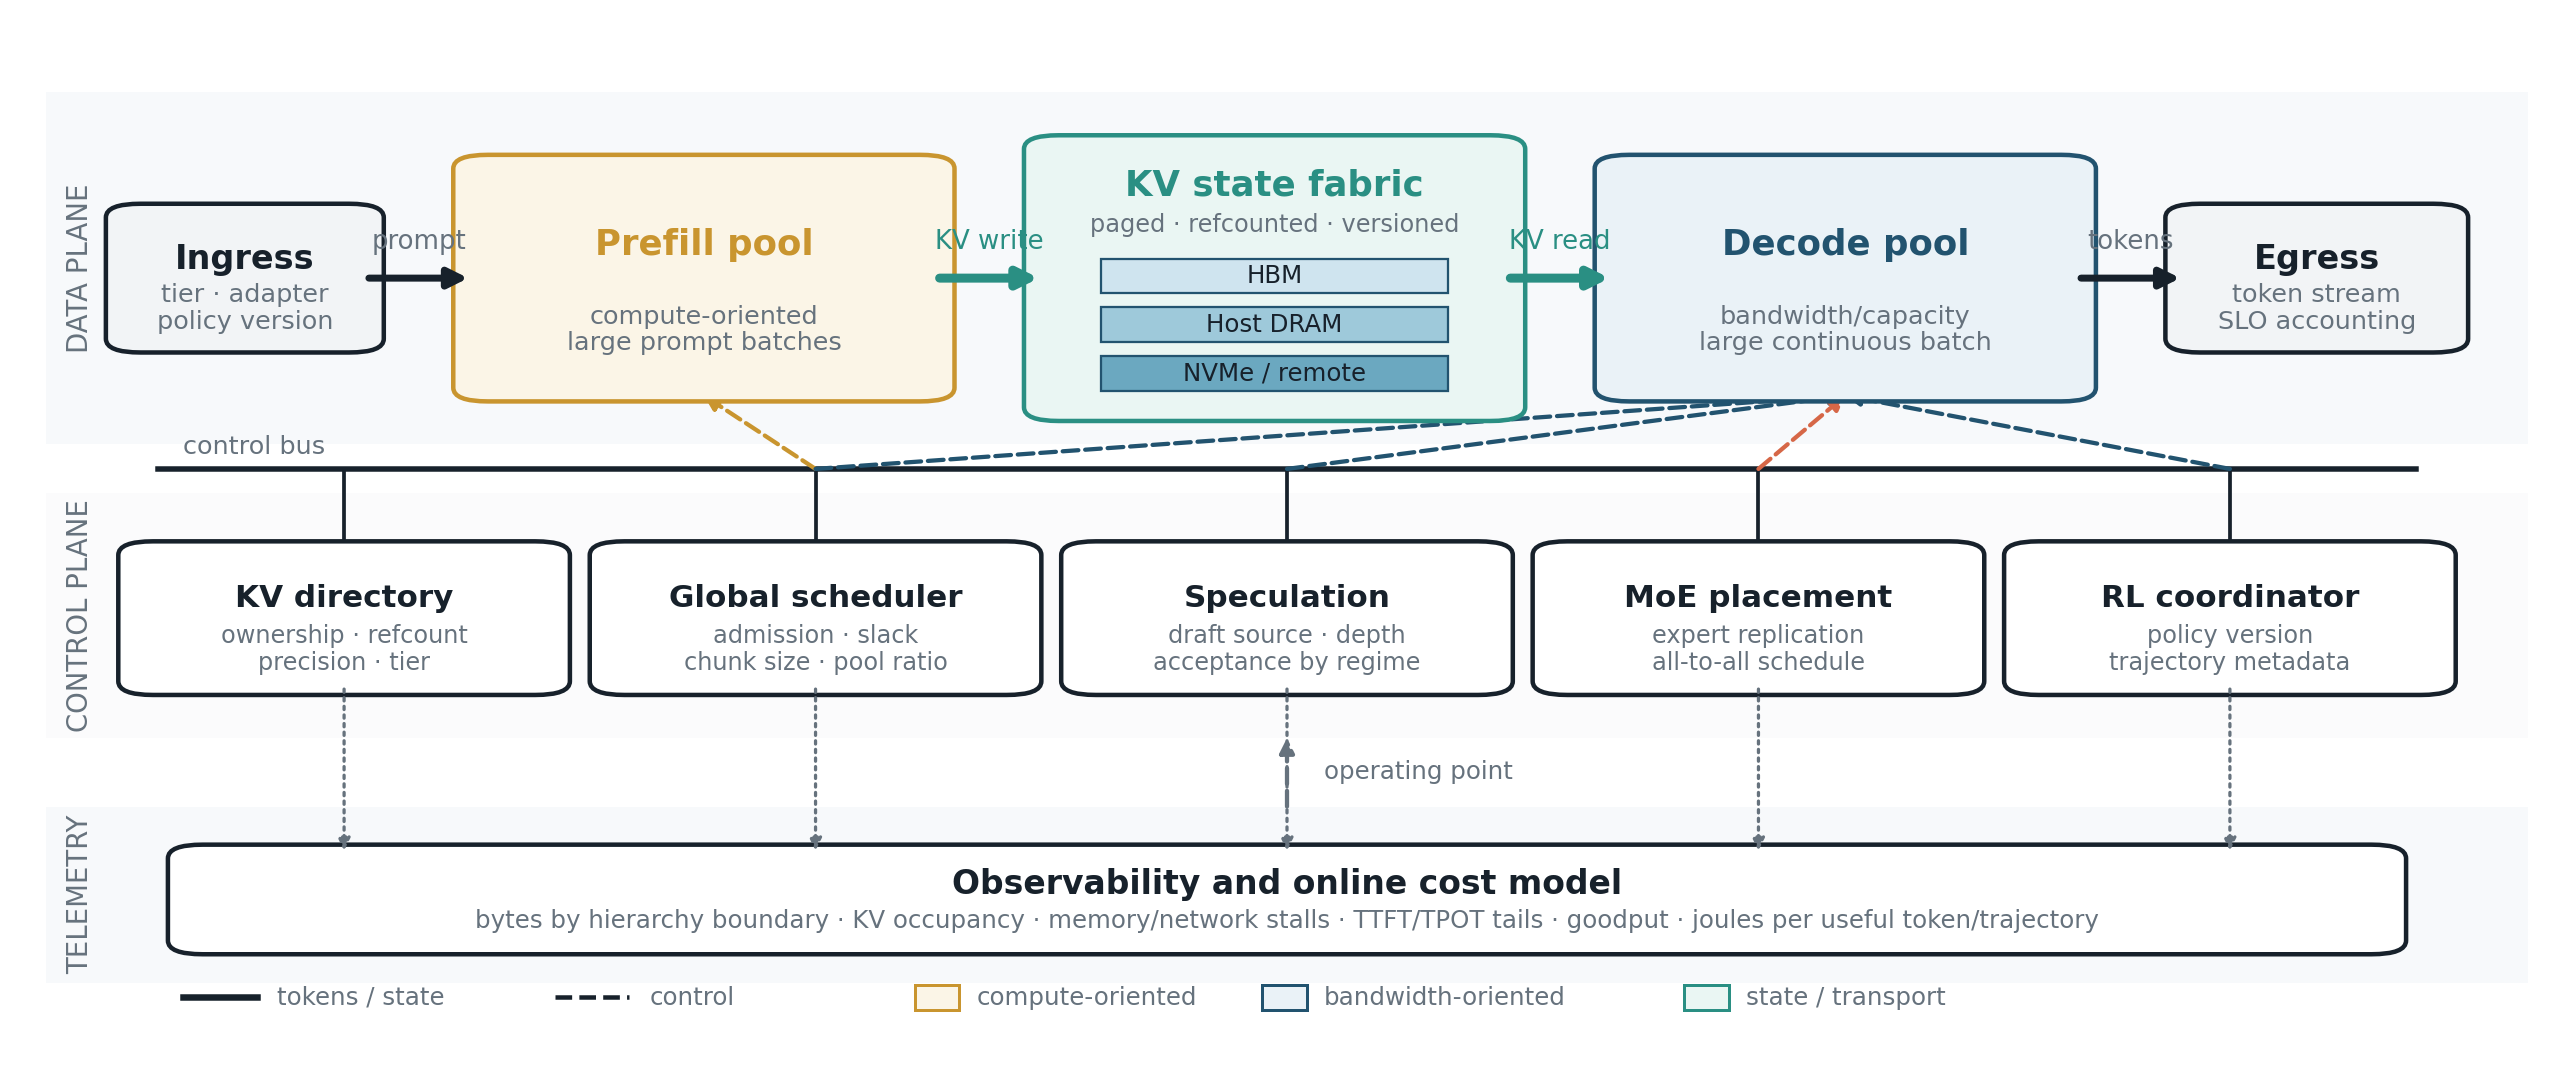 DATA PLANE
Ingress
tier · adapter
policy version
prompt
Prefill pool
compute-oriented
large prompt batches
KV write
KV state fabric
paged · refcounted · versioned
HBM
Host DRAM
NVMe / remote
KV read
Decode pool
bandwidth/capacity
large continuous batch
tokens
Egress
token stream
SLO accounting
control bus
CONTROL PLANE
KV directory
ownership · refcount
precision · tier
Global scheduler
admission · slack
chunk size · pool ratio
Speculation
draft source · depth
acceptance by regime
MoE placement
expert replication
all-to-all schedule
RL coordinator
policy version
trajectory metadata
operating point
TELEMETRY
Observability and online cost model
bytes by hierarchy boundary · KV occupancy · memory/network stalls · TTFT/TPOT tails · goodput · joules per useful token/trajectory
tokens / state
control
compute-oriented
bandwidth-oriented
state / transport